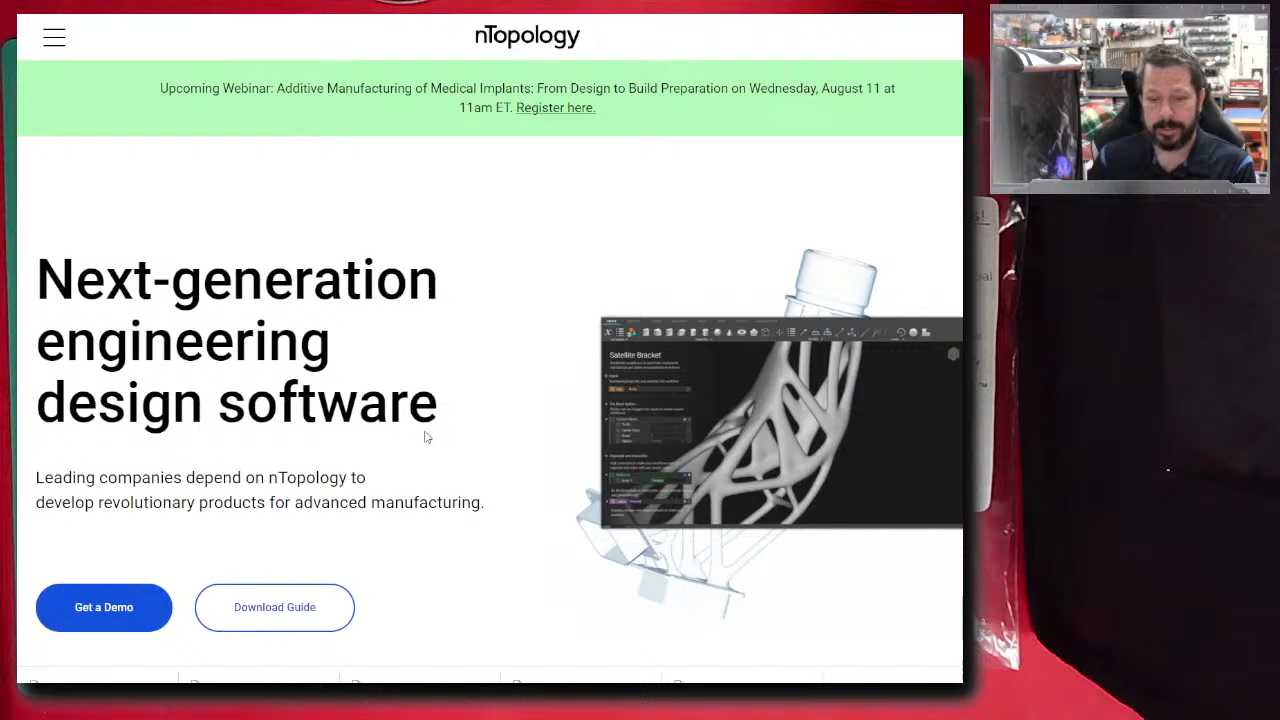 nTopology
Upcoming Webinar: Additive Manufacturing of Medical Implants: From Design to Build Preparation on Wednesday, August 11 at
11am ET. Register here.
Next-generation
engineering
design software
Satellite Bracket
Leading companies depend on nTopology to
develop revolutionary products for advanced manufacturing.
Get a Demo
Download Guide